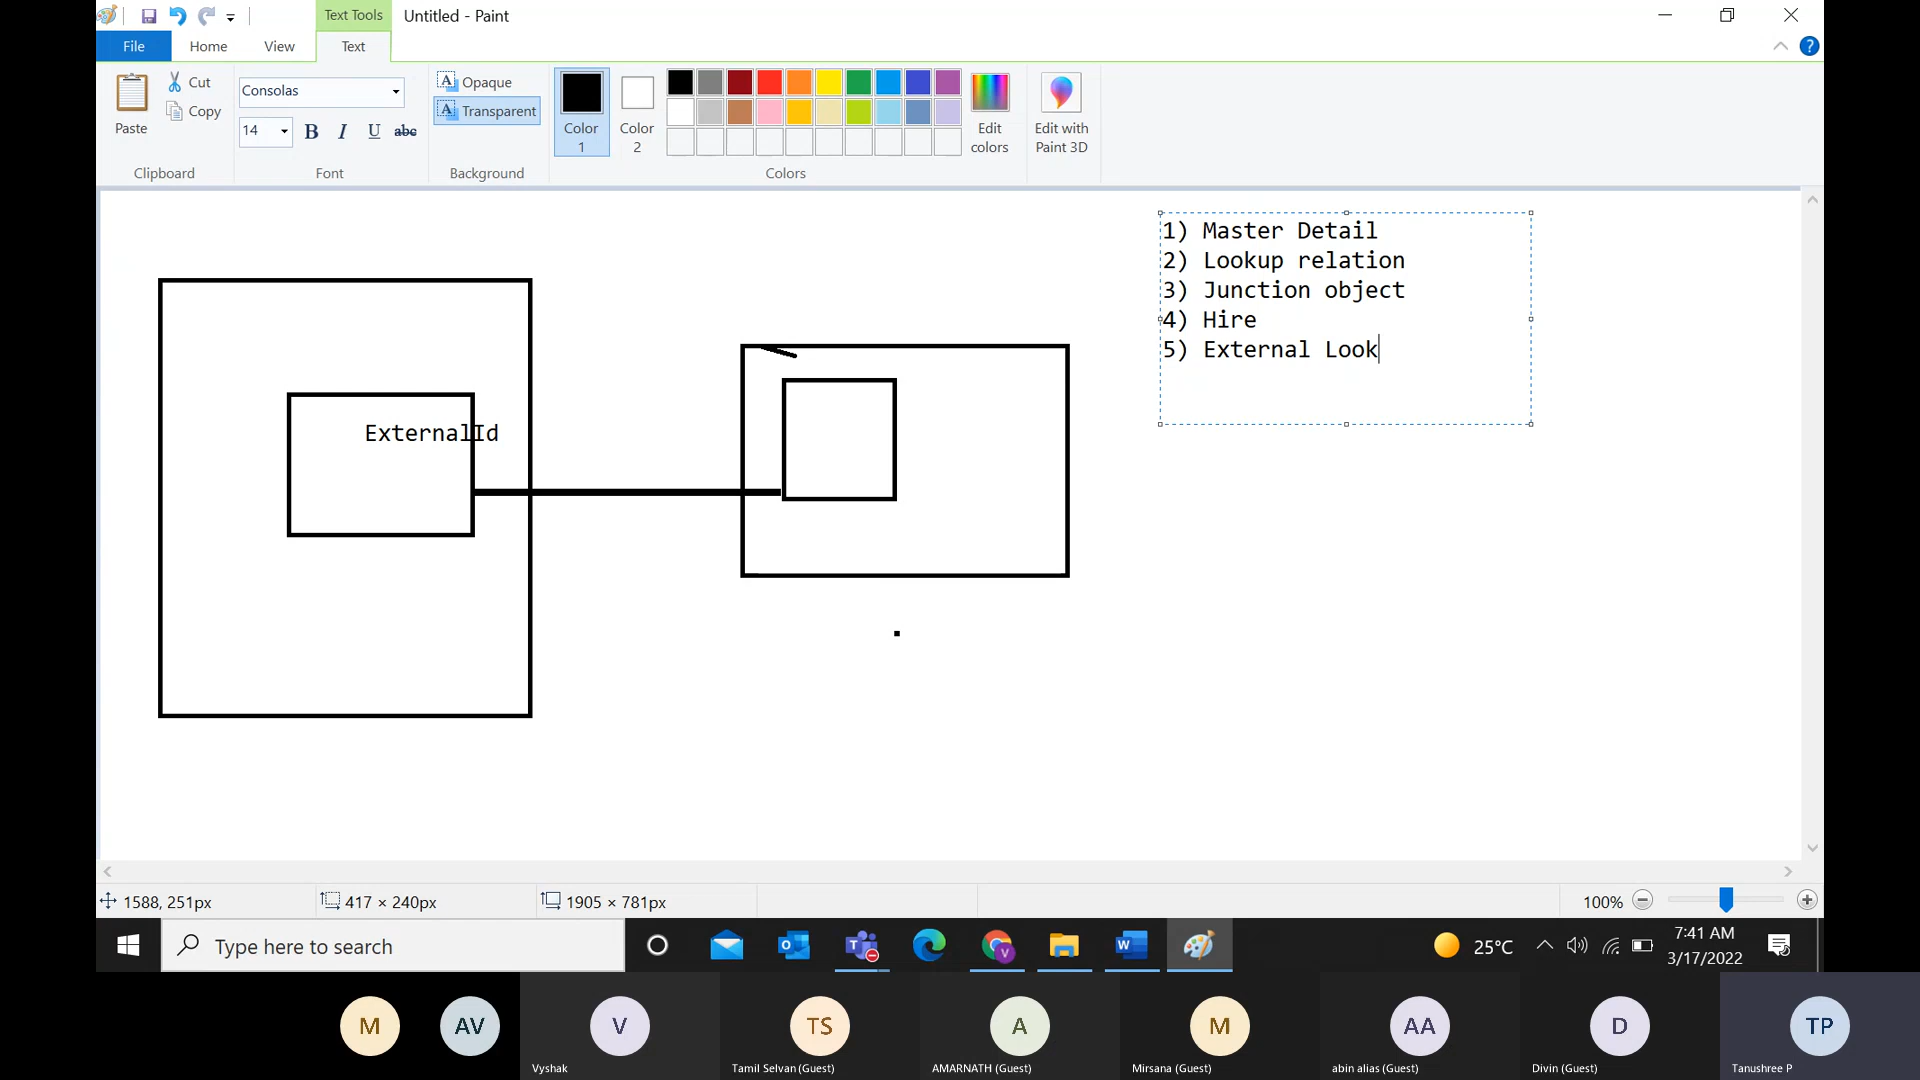 Text Tools
Untitled - Paint
File
Home
View
Text
Paste
Cut
Copy
Clipboard
Consolas
14
B
I
U
abc
Font
Opaque
Transparent
Background
Color
1
Color
2
Edit
colors
Colors
Edit with
Paint 3D
1) Master Detail
2) Lookup relation
3) Junction object
4) Hire
5) External Look
ExternalId
1588, 251px
417 × 240px
1905 × 781px
100%
Type here to search
25°C
7:41 AM
3/17/2022
M
AV
V
Vyshak
TS
Tamil Selvan (Guest)
A
AMARNATH (Guest)
M
Mirsana (Guest)
AA
abin alias (Guest)
D
Divin (Guest)
TP
Tanushree P